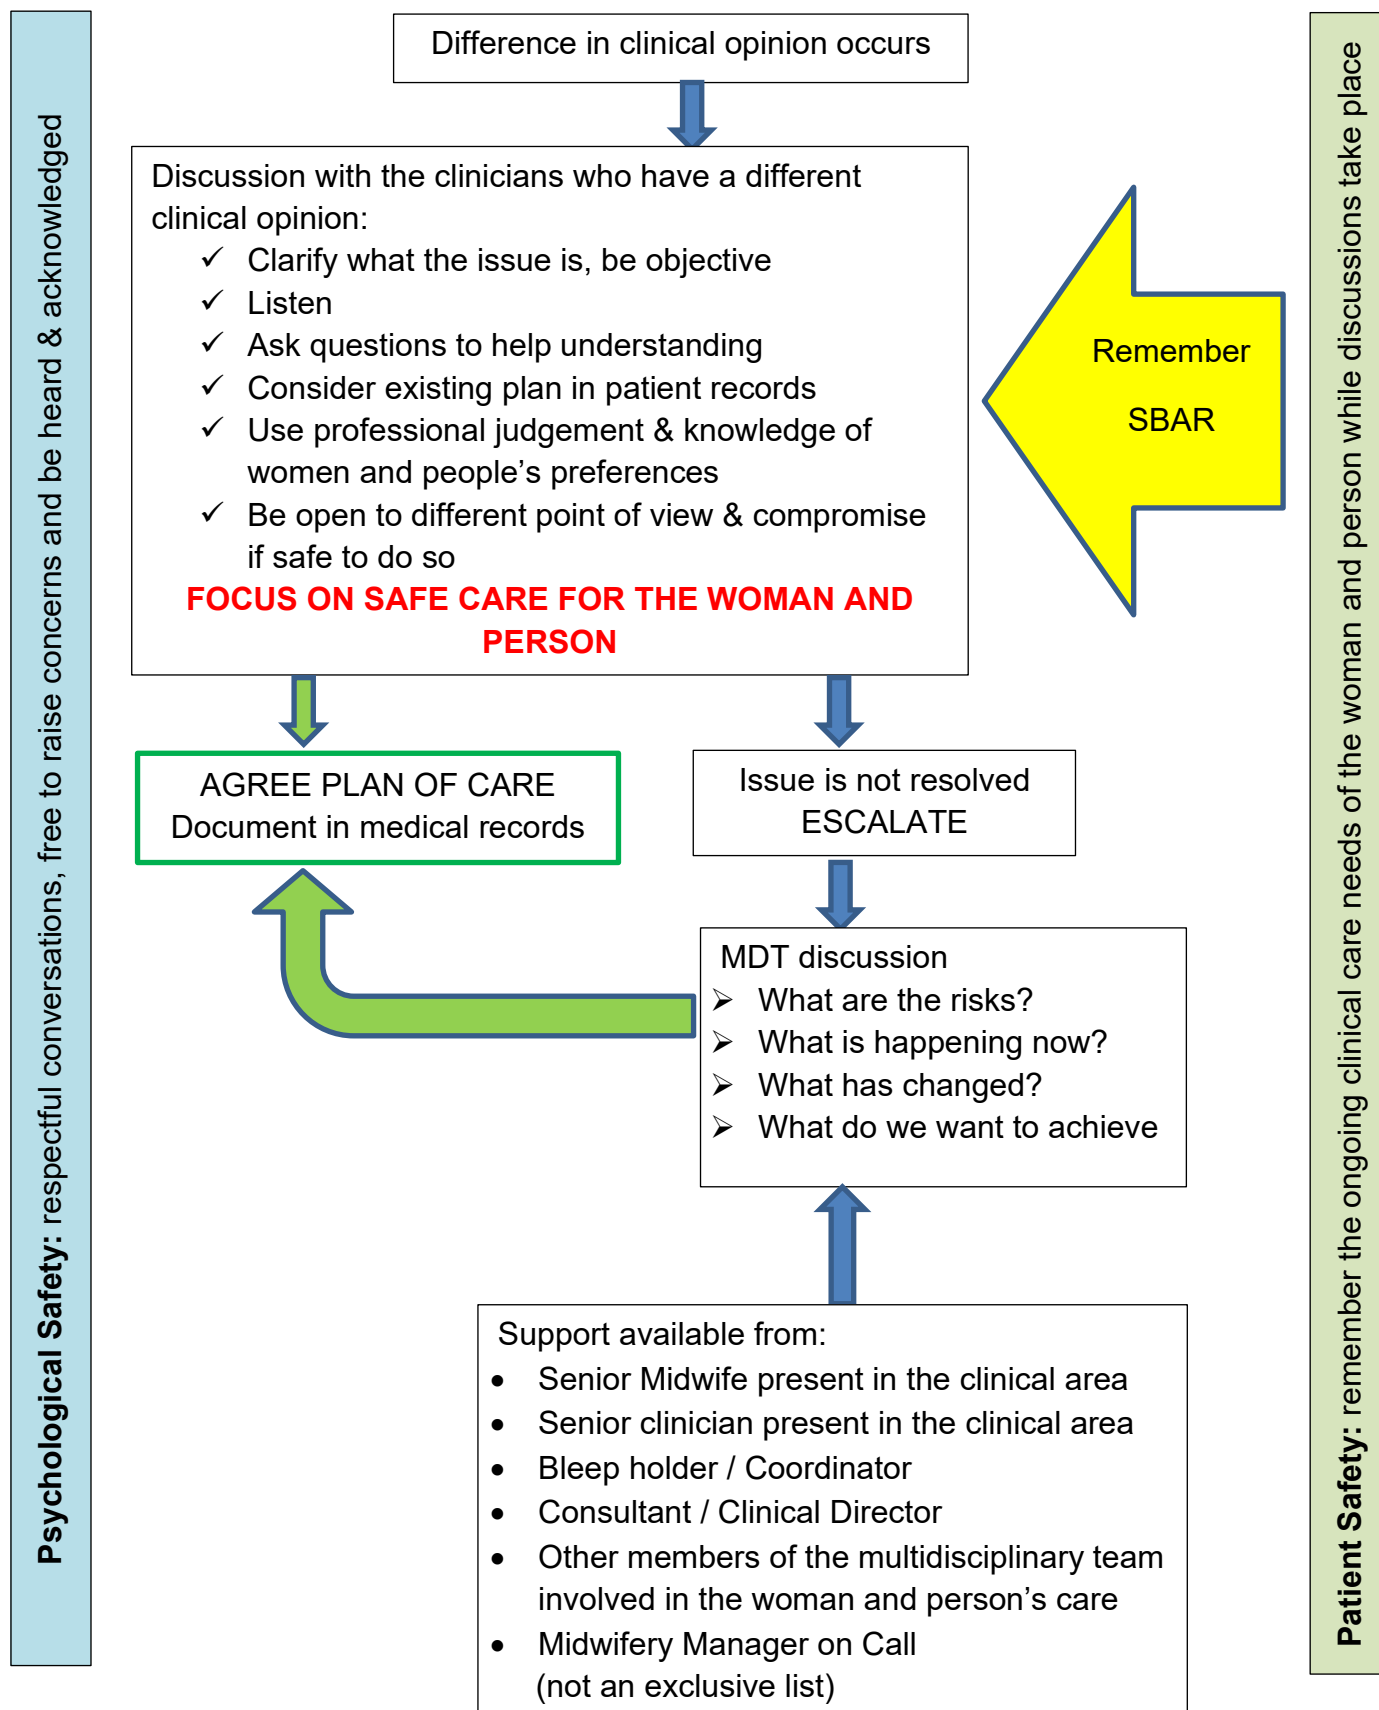 Difference in clinical opinion occurs
Discussion with the clinicians who have a different
clinical opinion:
✓ Clarify what the issue is, be objective
✓ Listen
✓ Ask questions to help understanding
✓ Consider existing plan in patient records
✓ Use professional judgement & knowledge of
women and people’s preferences
✓ Be open to different point of view & compromise
if safe to do so
FOCUS ON SAFE CARE FOR THE WOMAN AND
PERSON
Remember
SBAR
AGREE PLAN OF CARE
Document in medical records
Issue is not resolved
ESCALATE
MDT discussion
➢ What are the risks?
➢ What is happening now?
➢ What has changed?
➢ What do we want to achieve
Support available from:
• Senior Midwife present in the clinical area
• Senior clinician present in the clinical area
• Bleep holder / Coordinator
• Consultant / Clinical Director
• Other members of the multidisciplinary team
involved in the woman and person’s care
• Midwifery Manager on Call
(not an exclusive list)
Psychological Safety: respectful conversations, free to raise concerns and be heard & acknowledged
Patient Safety: remember the ongoing clinical care needs of the woman and person while discussions take place